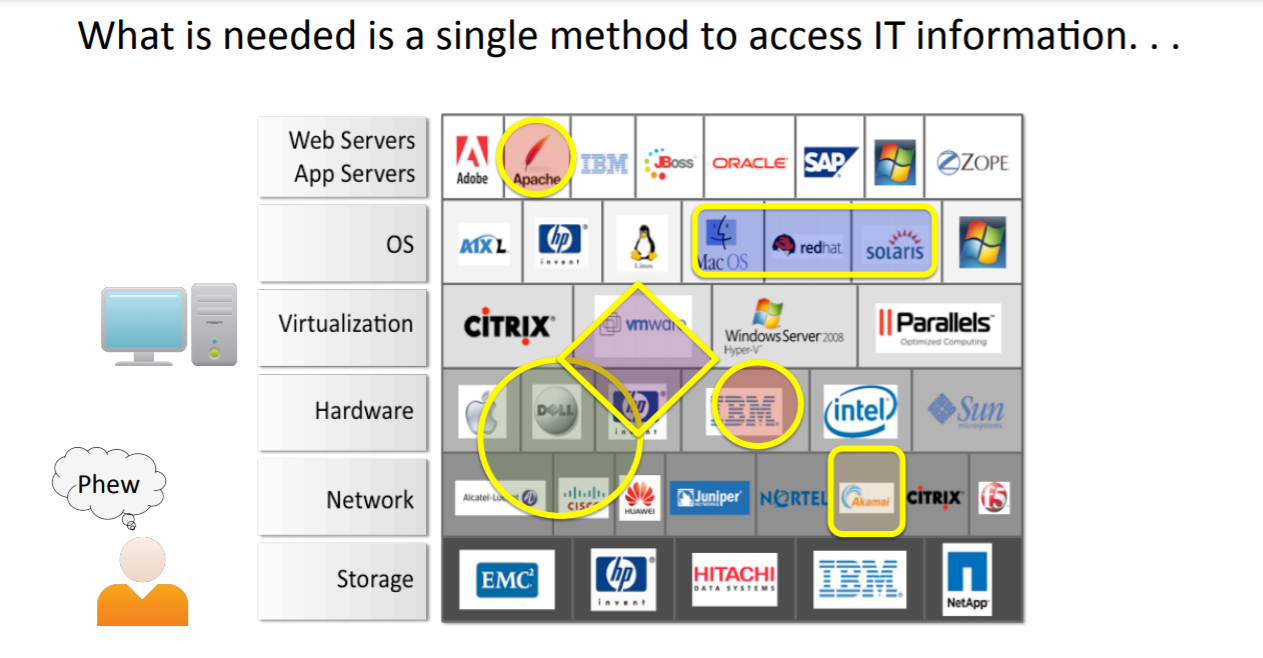 What is needed is a single method to access IT information. . .
Web Servers
App Servers
Adobe
Apache
IBM
JBoss
ORACLE
SAP
ZOPE
OS
AIX L
hp
invent
Linux
Mac OS
redhat
solaris
Virtualization
CITRIX
vmware
Windows Server 2008
Hyper-V
Parallels
Optimized Computing
Hardware
DELL
hp
invent
IBM
intel
Sun
microsystems
Phew
Network
Alcatel-Lucent
CISCO
HUAWEI
Juniper
NETWORKS
NORTEL
Akamai
CITRIX
f5
Storage
EMC²
hp
invent
HITACHI
DATA SYSTEMS
IBM
NetApp